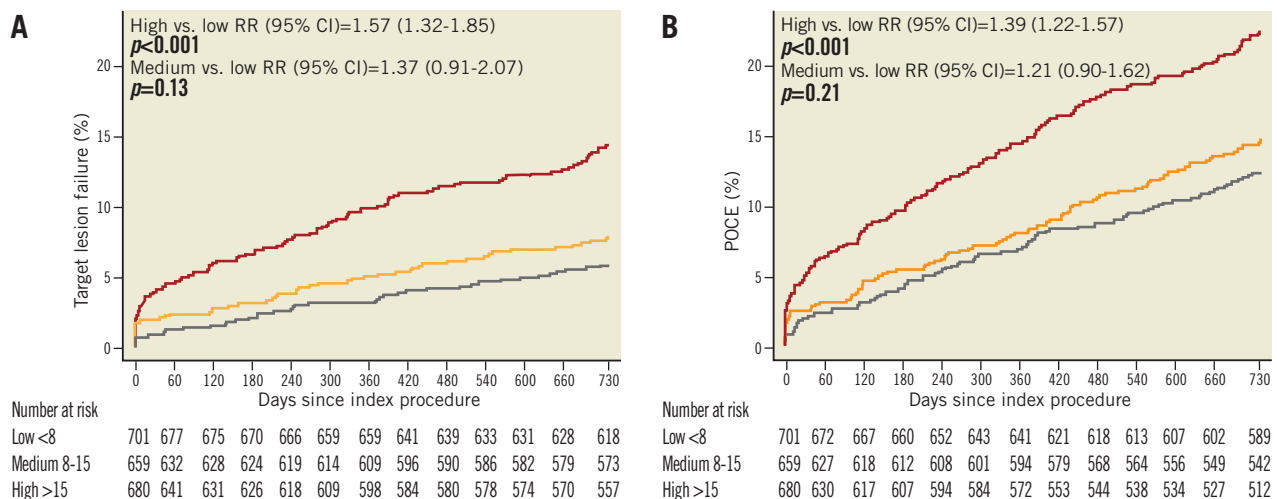 A
High vs. low RR (95% CI)=1.57 (1.32-1.85)
p<0.001
Medium vs. low RR (95% CI)=1.37 (0.91-2.07)
p=0.13
Target lesion failure (%)
20
15
10
5
0
0 60 120 180 240 300 360 420 480 540 600 660 730
Days since index procedure
Number at risk
Low <8 701 677 675 670 666 659 659 641 639 633 631 628 618
Medium 8-15 659 632 628 624 619 614 609 596 590 586 582 579 573
High >15 680 641 631 626 618 609 598 584 580 578 574 570 557
B
High vs. low RR (95% CI)=1.39 (1.22-1.57)
p<0.001
Medium vs. low RR (95% CI)=1.21 (0.90-1.62)
p=0.21
POCE (%)
20
15
10
5
0
0 60 120 180 240 300 360 420 480 540 600 660 730
Days since index procedure
Number at risk
Low <8 701 672 667 660 652 643 641 621 618 613 607 602 589
Medium 8-15 659 627 618 612 608 601 594 579 568 564 556 549 542
High >15 680 630 617 607 594 584 572 553 544 538 534 527 512